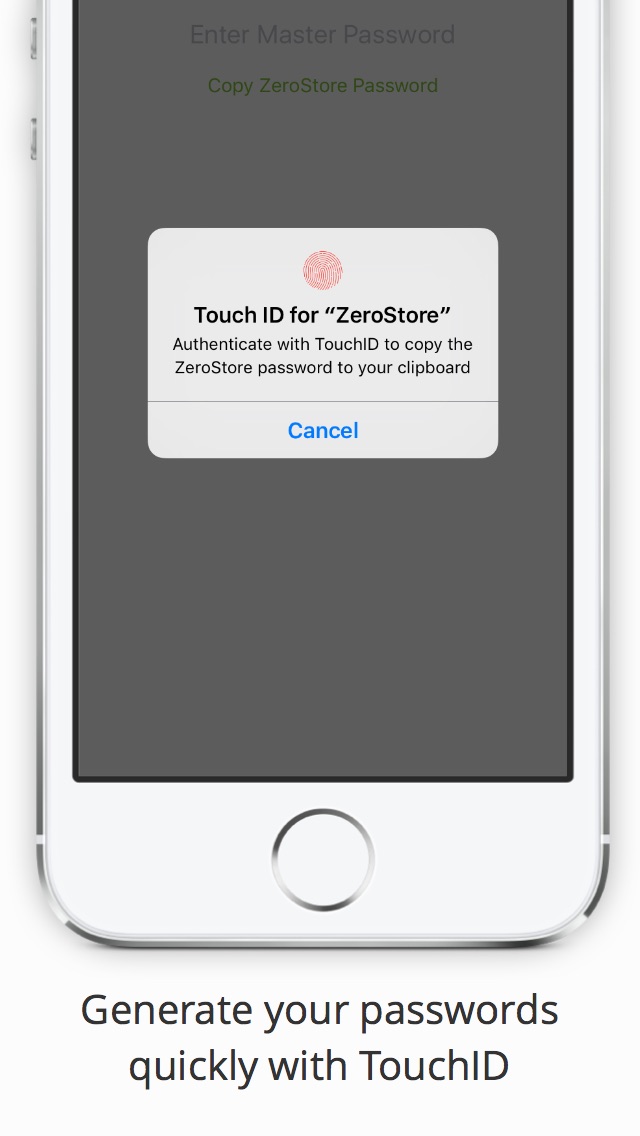 Enter Master Password
Copy ZeroStore Password
Touch ID for “ZeroStore”
Authenticate with TouchID to copy the
ZeroStore password to your clipboard
Cancel
Generate your passwords
quickly with TouchID